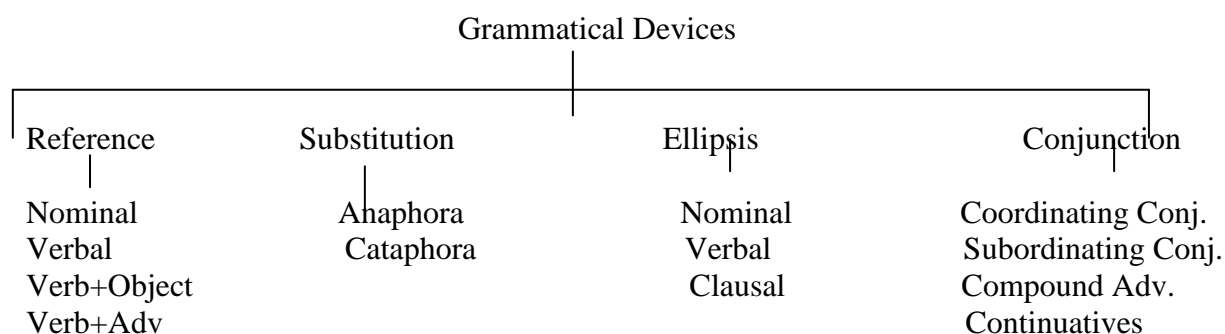 Grammatical Devices
Reference Substitution Ellipsis Conjunction
Nominal Anaphora Nominal Coordinating Conj.
Verbal Cataphora Verbal Subordinating Conj.
Verb+Object Clausal Compound Adv.
Verb+Adv Continuatives